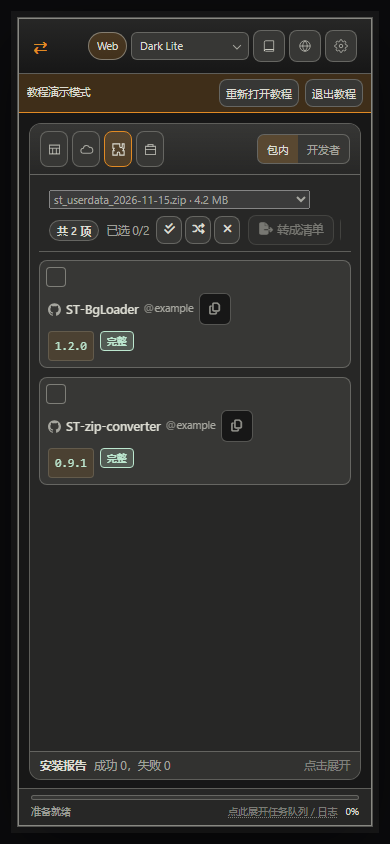 Web Dark Lite
教程演示模式 重新打开教程 退出教程
包内 开发者
st_userdata_2026-11-15.zip · 4.2 MB
共 2 项 已选 0/2 转成清单
ST-BgLoader @example
1.2.0 完整
ST-zip-converter @example
0.9.1 完整
安装报告 成功 0，失败 0 点击展开
准备就绪 点此展开任务队列 / 日志 0%